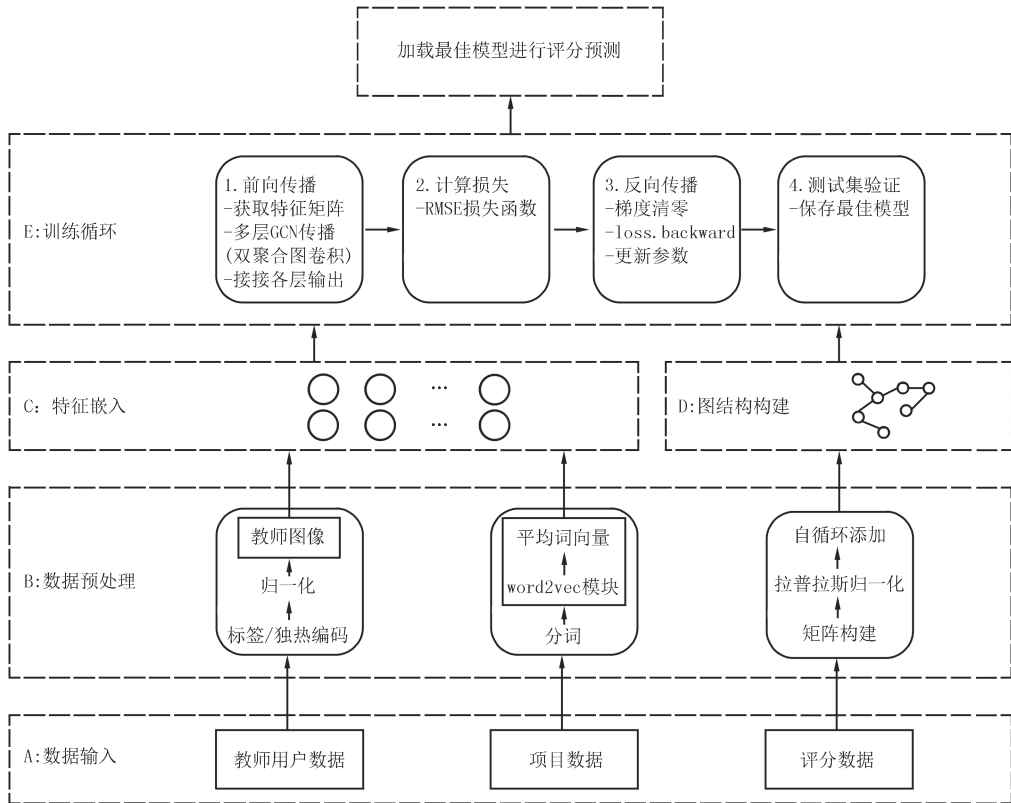 加载最佳模型进行评分预测
E:训练循环
1.前向传播
-获取特征矩阵
-多层GCN传播
(双聚合图卷积)
-接接各层输出
2.计算损失
-RMSE损失函数
3.反向传播
-梯度清零
-loss.backward
-更新参数
4.测试集验证
-保存最佳模型
C：特征嵌入
...
...
D:图结构构建
B:数据预处理
教师图像
归一化
标签/独热编码
平均词向量
word2vec模块
分词
自循环添加
拉普拉斯归一化
矩阵构建
A:数据输入
教师用户数据
项目数据
评分数据